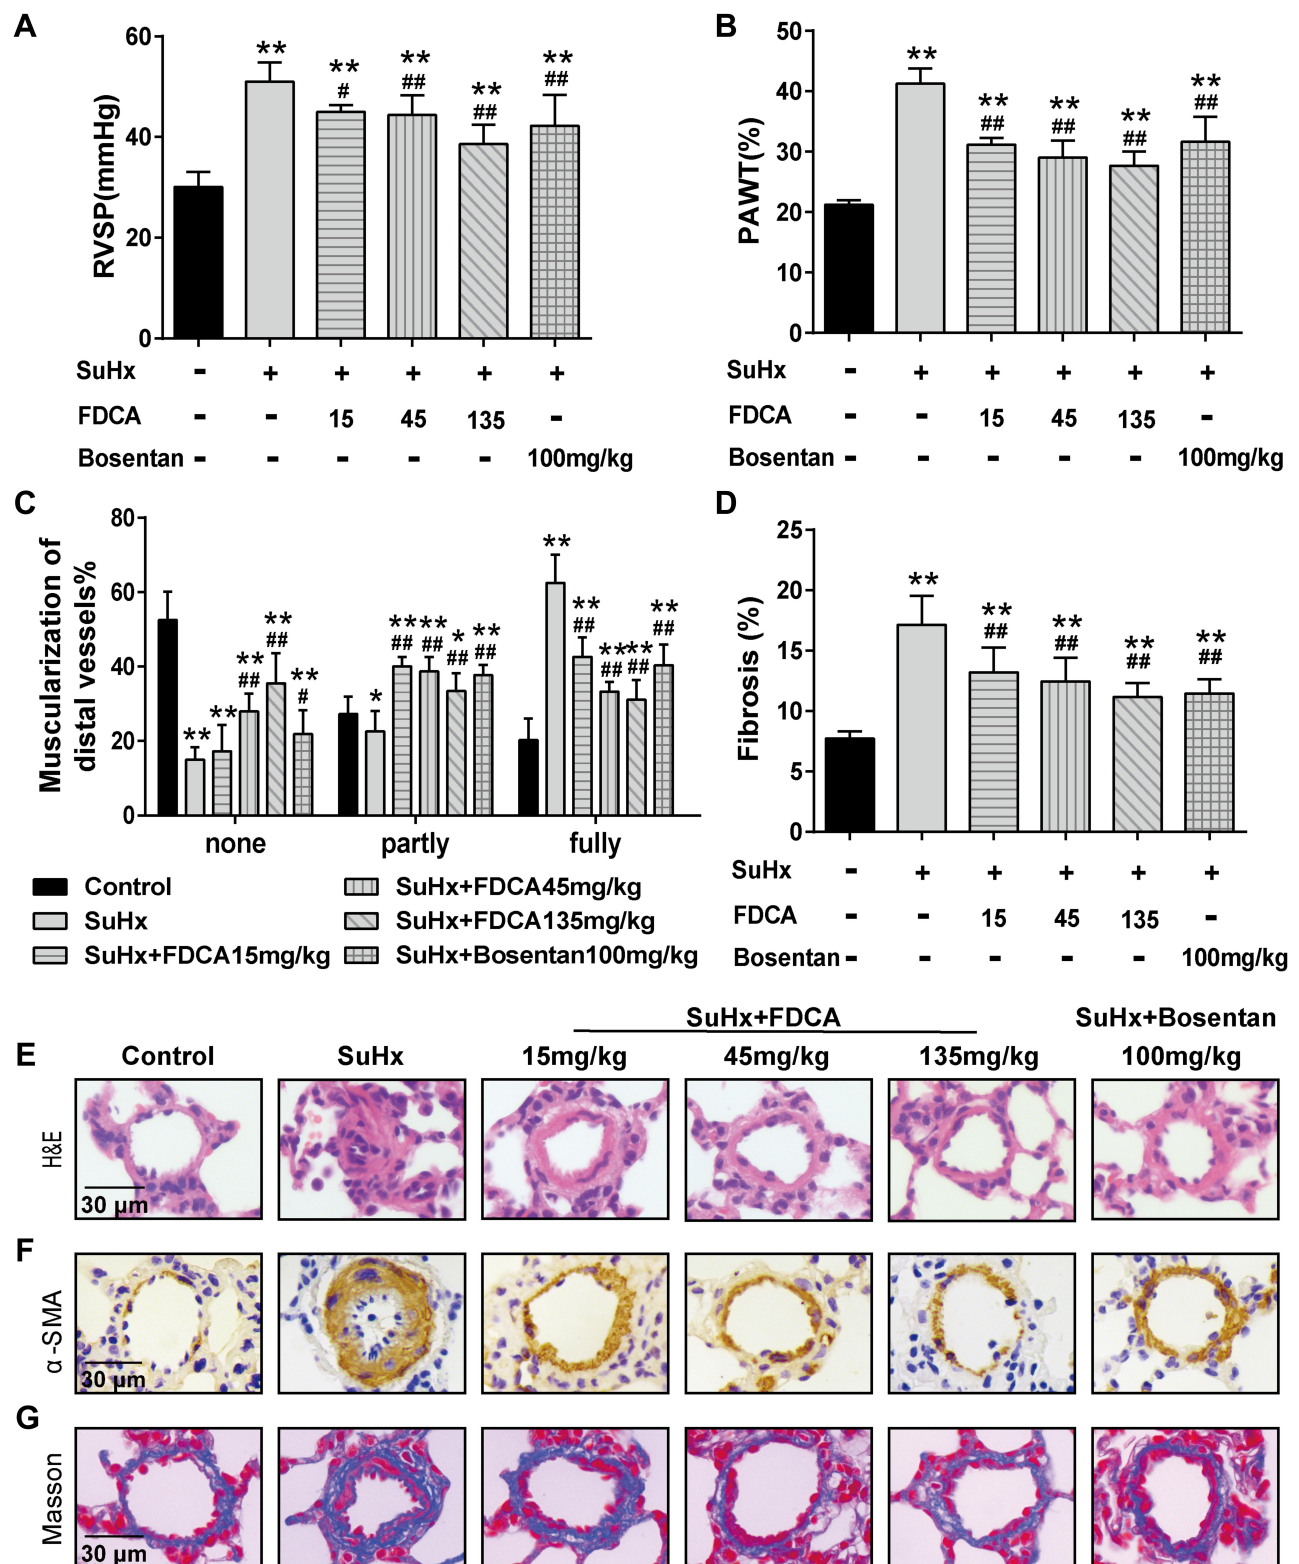 A
60
40
20
0
RVSP(mmHg)
**
**
#
**
##
**
##
**
##
SuHx - + + + + +
FDCA - - 15 45 135 -
Bosentan - - - - - 100mg/kg
B
50
40
30
20
10
0
PAWT(%)
**
**
##
**
##
**
##
**
##
SuHx - + + + + +
FDCA - - 15 45 135 -
Bosentan - - - - - 100mg/kg
C
80
60
40
20
0
Muscularization of
distal vessels%
**
**
**
##
**
##
**
#
*
**
##
**
##
*
##
**
##
**
**
##
**
##
**
##
**
##
none partly fully
Control
SuHx
SuHx+FDCA15mg/kg
SuHx+FDCA45mg/kg
SuHx+FDCA135mg/kg
SuHx+Bosentan100mg/kg
D
25
20
15
10
5
0
Fibrosis (%)
**
**
##
**
##
**
##
**
##
SuHx - + + + + +
FDCA - - 15 45 135 -
Bosentan - - - - - 100mg/kg
SuHx+FDCA SuHx+Bosentan
E Control SuHx 15mg/kg 45mg/kg 135mg/kg 100mg/kg
H&E
30 μm
F
α-SMA
30 μm
G
Masson
30 μm